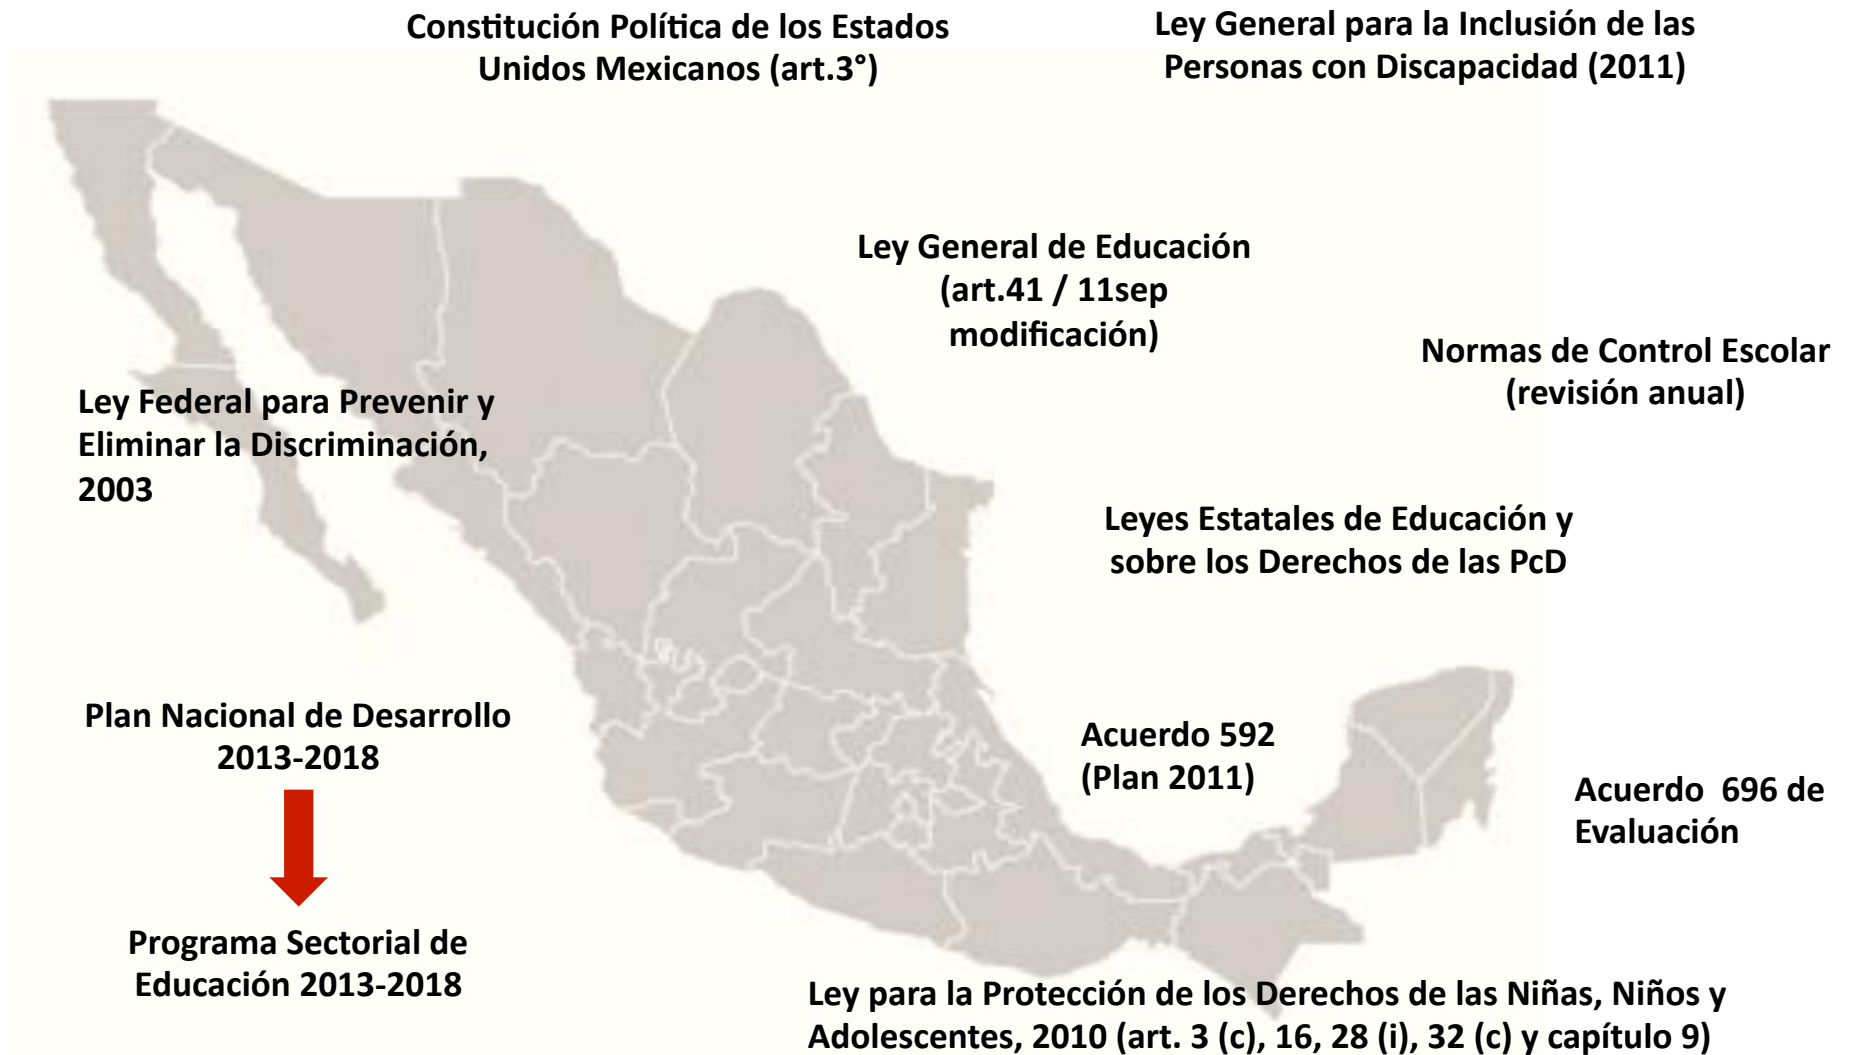 Constitución Política de los Estados
Unidos Mexicanos (art.3°)
Ley General para la Inclusión de las
Personas con Discapacidad (2011)
Ley General de Educación
(art.41 / 11sep
modificación)
Normas de Control Escolar
(revisión anual)
Ley Federal para Prevenir y
Eliminar la Discriminación,
2003
Leyes Estatales de Educación y
sobre los Derechos de las PcD
Plan Nacional de Desarrollo
2013-2018
Acuerdo 592
(Plan 2011)
Acuerdo  696 de
Evaluación
Programa Sectorial de
Educación 2013-2018
Ley para la Protección de los Derechos de las Niñas, Niños y
Adolescentes, 2010 (art. 3 (c), 16, 28 (i), 32 (c) y capítulo 9)